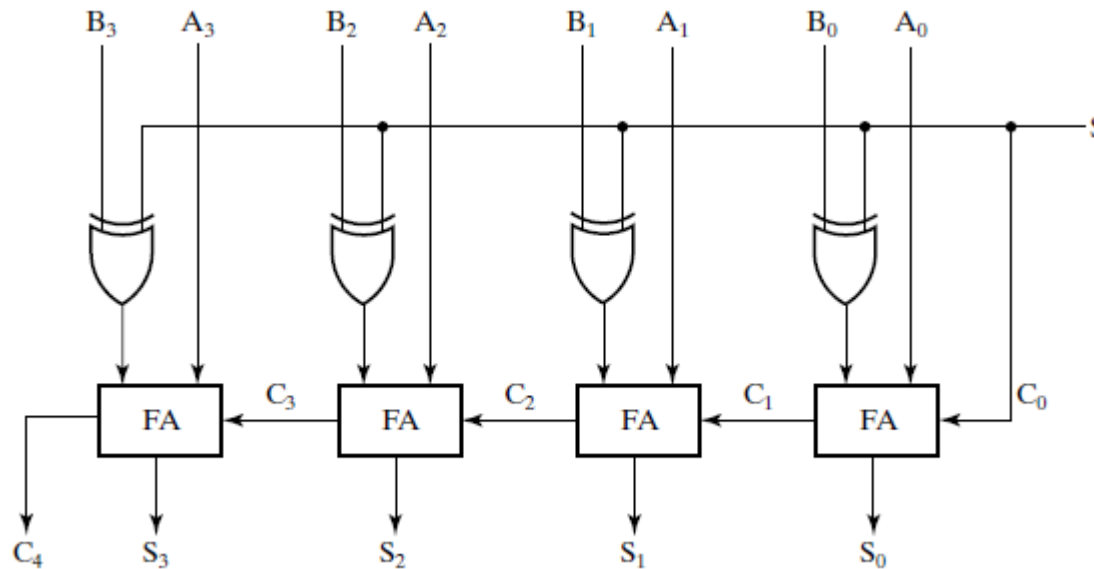 B₃ A₃ B₂ A₂ B₁ A₁ B₀ A₀
S
C₃ C₂ C₁ C₀
FA FA FA FA
C₄ S₃ S₂ S₁ S₀